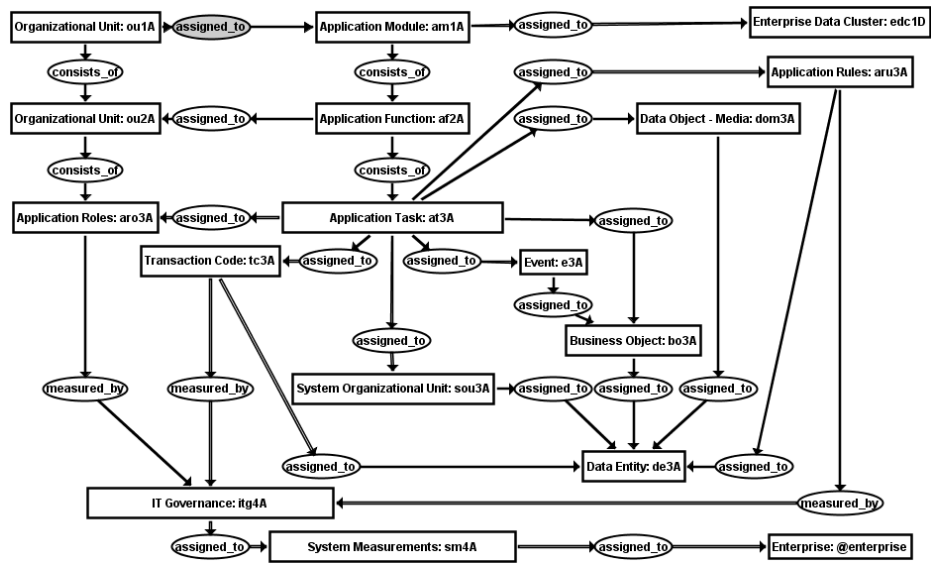 Organizational Unit: ou1A
assigned_to
Application Module: am1A
assigned_to
Enterprise Data Cluster: edc1D
consists_of
consists_of
assigned_to
Application Rules: aru3A
Organizational Unit: ou2A
assigned_to
Application Function: af2A
assigned_to
Data Object - Media: dom3A
consists_of
consists_of
Application Roles: aro3A
assigned_to
Application Task: at3A
assigned_to
Transaction Code: tc3A
assigned_to
assigned_to
Event: e3A
assigned_to
assigned_to
Business Object: bo3A
measured_by
measured_by
System Organizational Unit: sou3A
assigned_to
assigned_to
assigned_to
assigned_to
Data Entity: de3A
assigned_to
IT Governance: itg4A
measured_by
assigned_to
System Measurements: sm4A
assigned_to
Enterprise: @enterprise